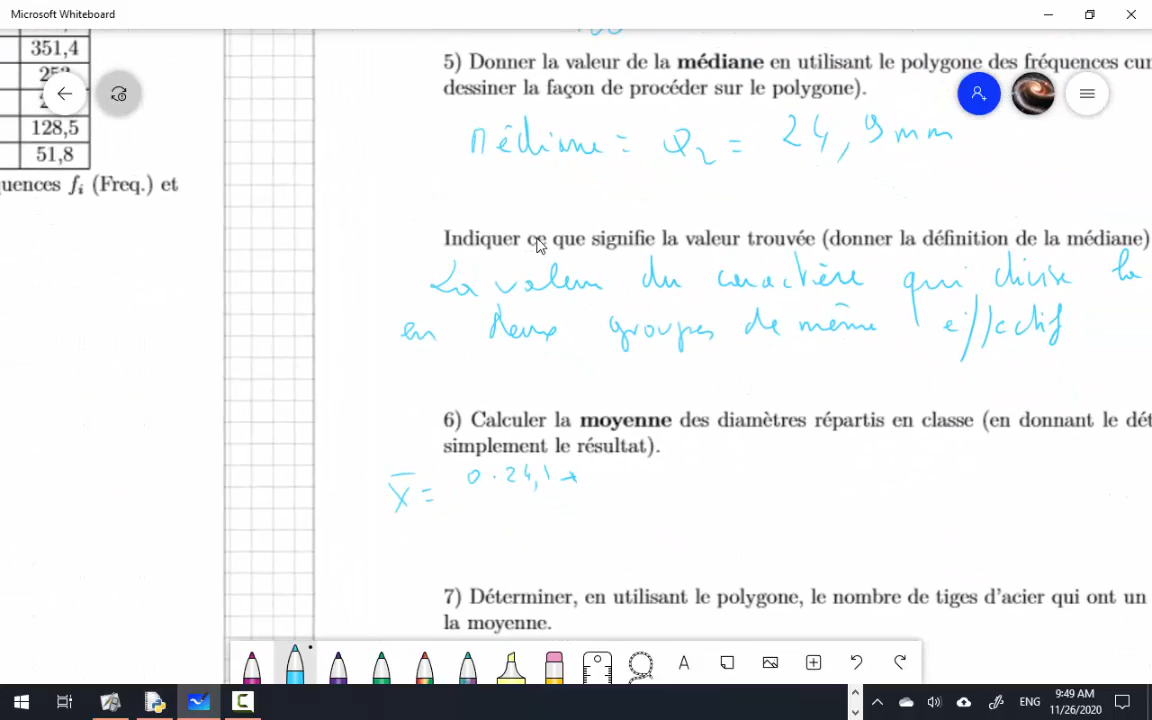 Microsoft Whiteboard
351,4
128,5
51,8
uences fi (Freq.) et
5) Donner la valeur de la médiane en utilisant le polygone des fréquences cu
dessiner la façon de procéder sur le polygone).
Médiane = Q2 = 24,9 mm
Indiquer ce que signifie la valeur trouvée (donner la définition de la médiane)
La valeur du caractère qui divise la
en deux groupes de même effectif
6) Calculer la moyenne des diamètres répartis en classe (en donnant le dét
simplement le résultat).
0 · 24,1 +
X̄ =
7) Déterminer, en utilisant le polygone, le nombre de tiges d'acier qui ont un
la moyenne.
A
ENG
9:49 AM
11/26/2020